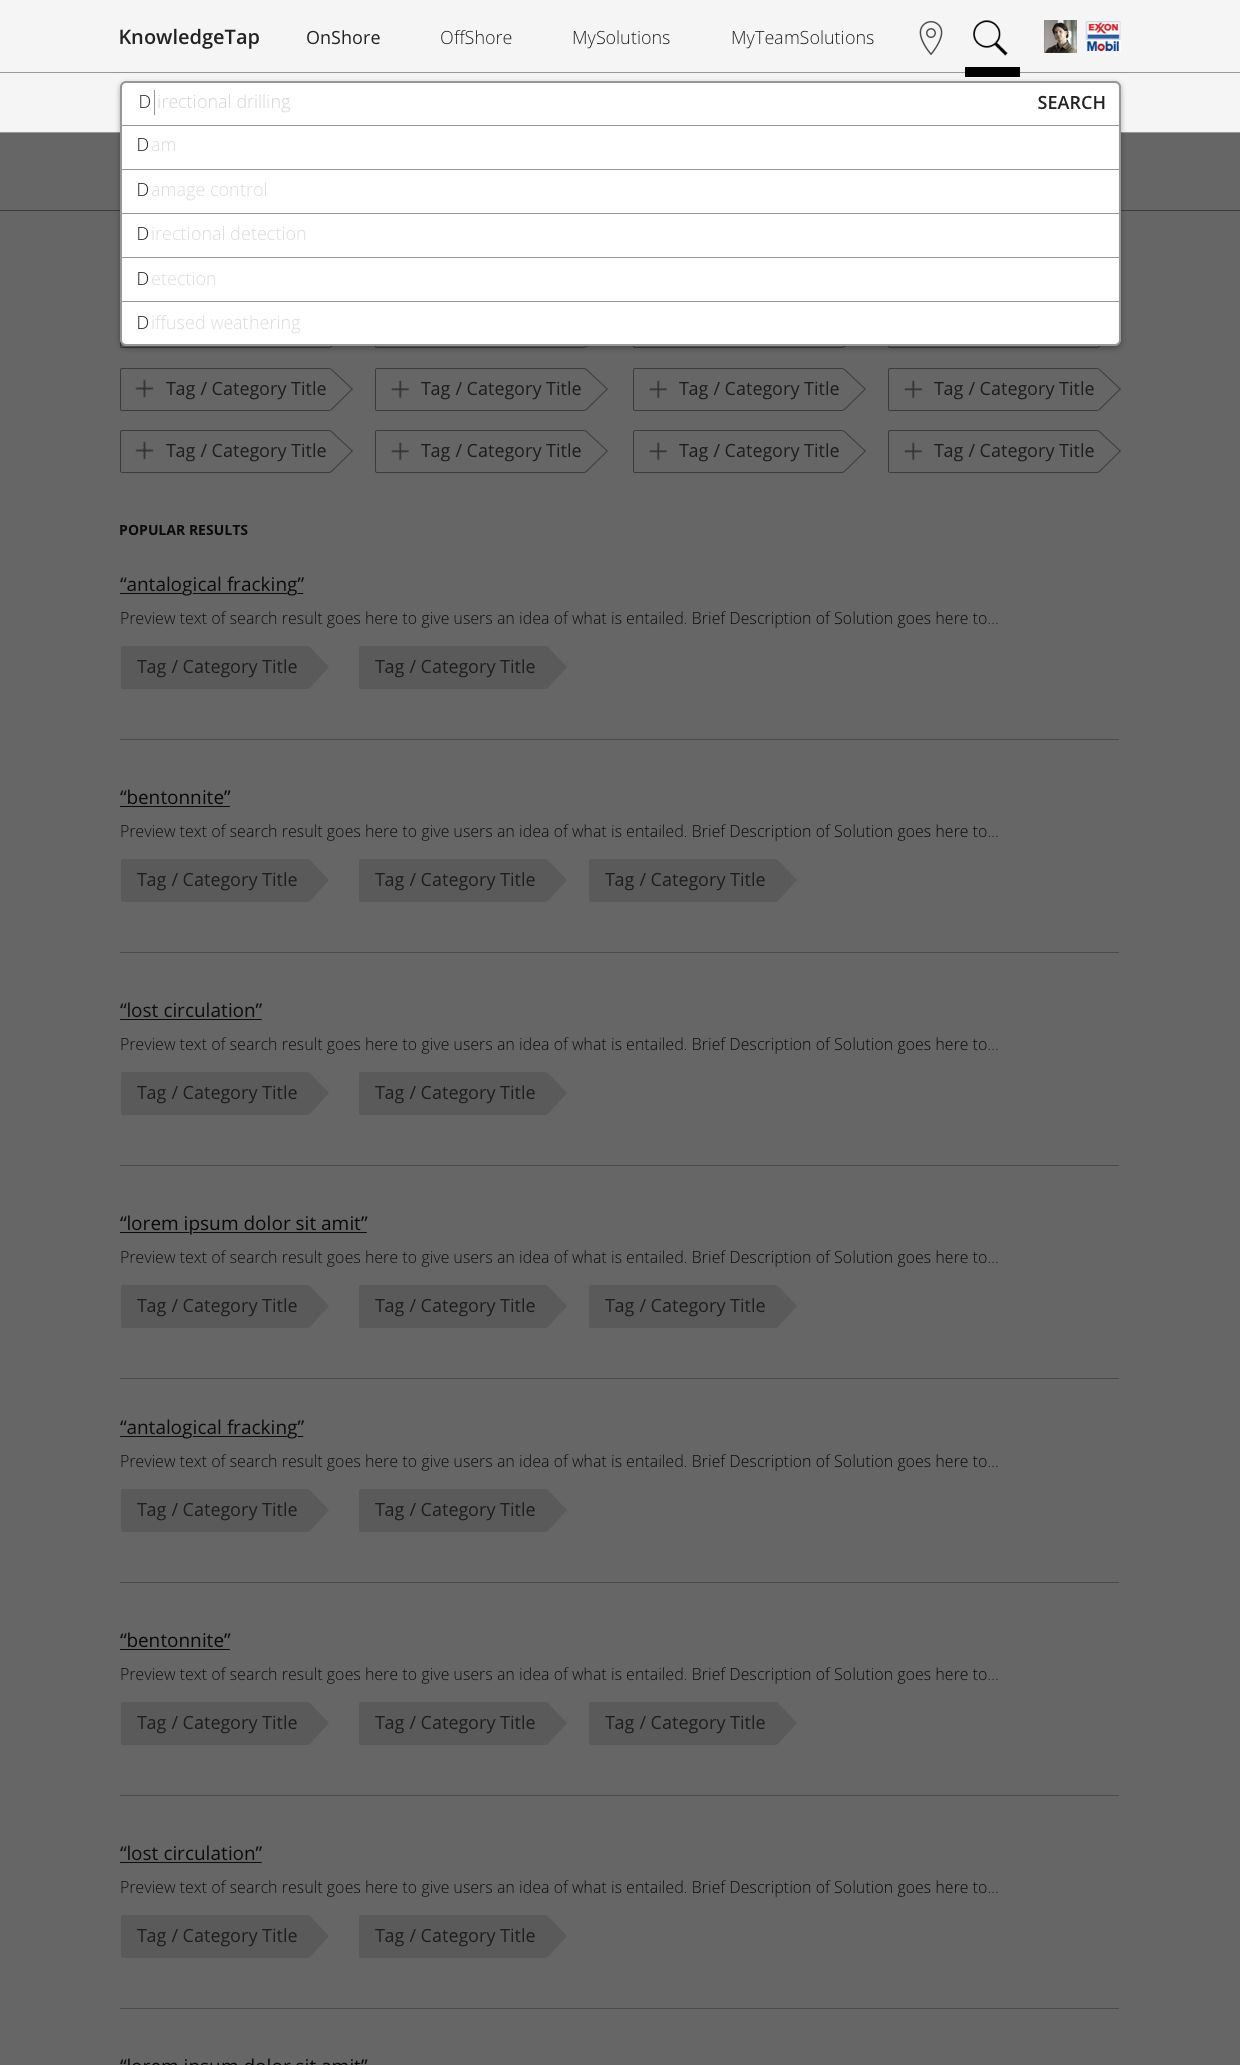 KnowledgeTap OnShore OffShore MySolutions MyTeamSolutions EXXON Mobil
Directional drilling SEARCH
Dam
Damage control
Directional detection
Detection
Diffused weathering
Tag / Category Title Tag / Category Title Tag / Category Title Tag / Category Title
Tag / Category Title Tag / Category Title Tag / Category Title Tag / Category Title
POPULAR RESULTS
“antalogical fracking”
Preview text of search result goes here to give users an idea of what is entailed. Brief Description of Solution goes here to...
Tag / Category Title Tag / Category Title
“bentonnite”
Preview text of search result goes here to give users an idea of what is entailed. Brief Description of Solution goes here to...
Tag / Category Title Tag / Category Title Tag / Category Title
“lost circulation”
Preview text of search result goes here to give users an idea of what is entailed. Brief Description of Solution goes here to...
Tag / Category Title Tag / Category Title
“lorem ipsum dolor sit amit”
Preview text of search result goes here to give users an idea of what is entailed. Brief Description of Solution goes here to...
Tag / Category Title Tag / Category Title Tag / Category Title
“antalogical fracking”
Preview text of search result goes here to give users an idea of what is entailed. Brief Description of Solution goes here to...
Tag / Category Title Tag / Category Title
“bentonnite”
Preview text of search result goes here to give users an idea of what is entailed. Brief Description of Solution goes here to...
Tag / Category Title Tag / Category Title Tag / Category Title
“lost circulation”
Preview text of search result goes here to give users an idea of what is entailed. Brief Description of Solution goes here to...
Tag / Category Title Tag / Category Title
“lorem ipsum dolor sit amit”